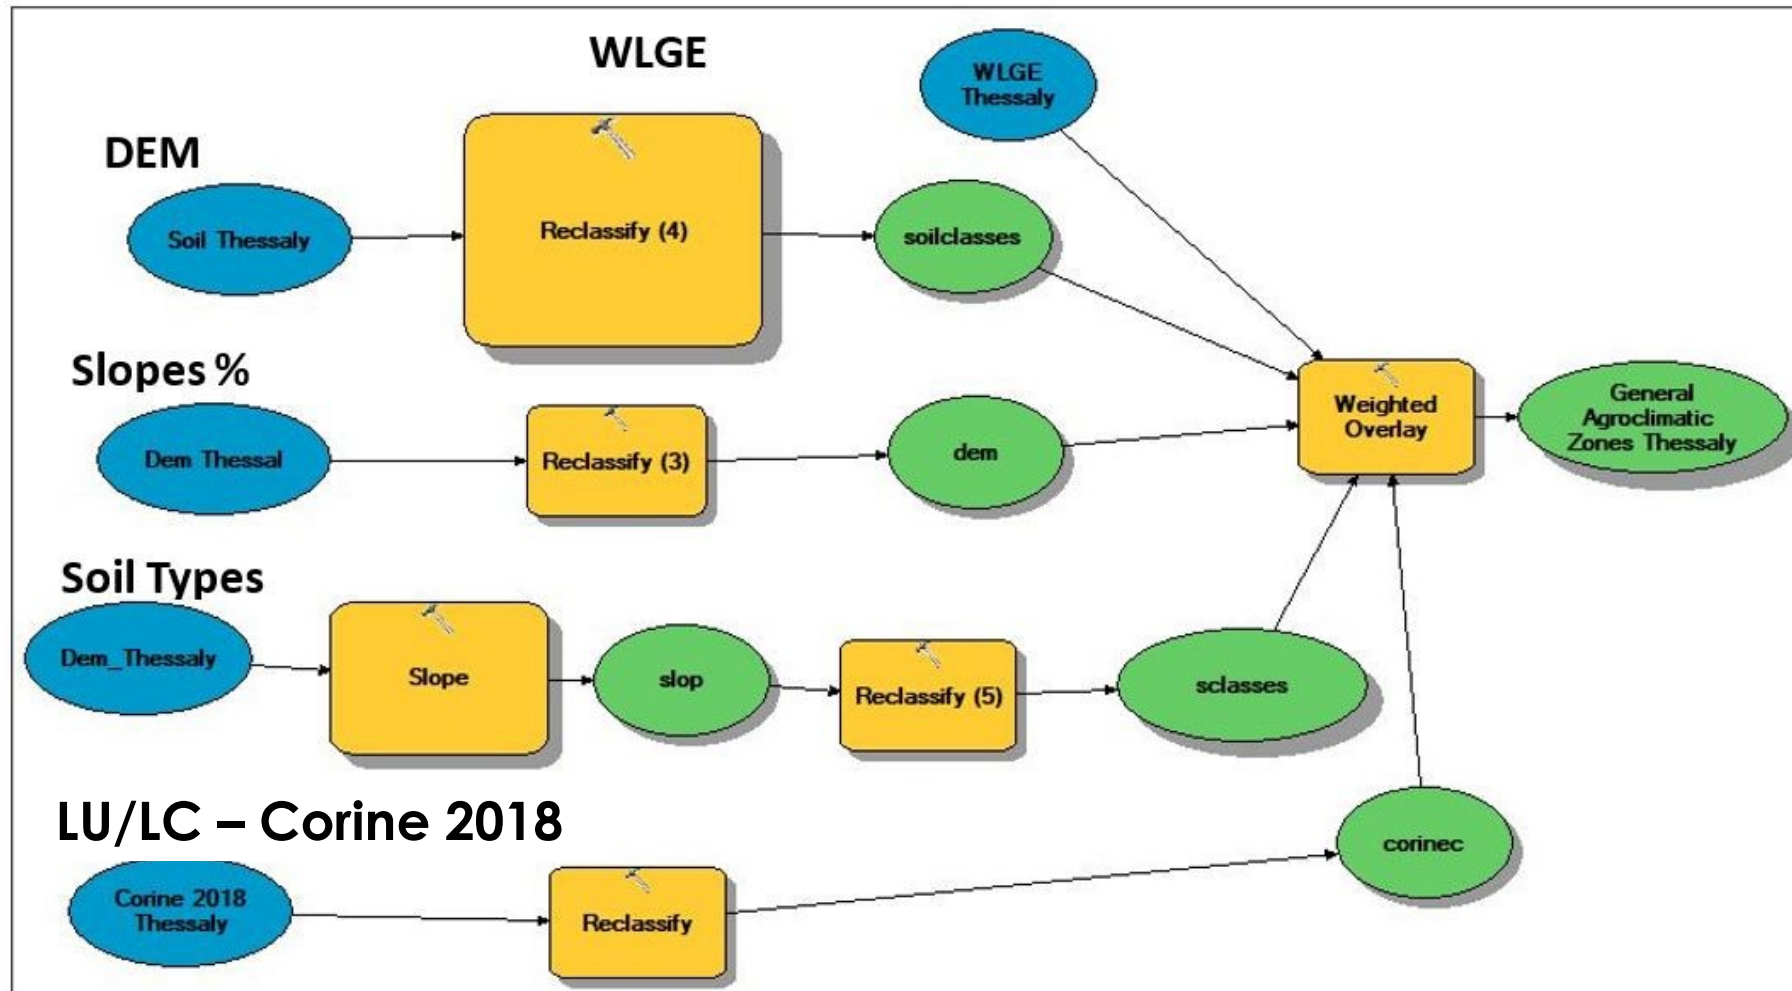 WLGE
WLGE
Thessaly
DEM
Soil Thessaly
Reclassify (4)
soilclasses
Slopes %
Dem Thessal
Reclassify (3)
dem
Weighted
Overlay
General
Agroclimatic
Zones Thessaly
Soil Types
Dem_Thessaly
Slope
slop
Reclassify (5)
sclasses
LU/LC – Corine 2018
Corine 2018
Thessaly
Reclassify
corinec